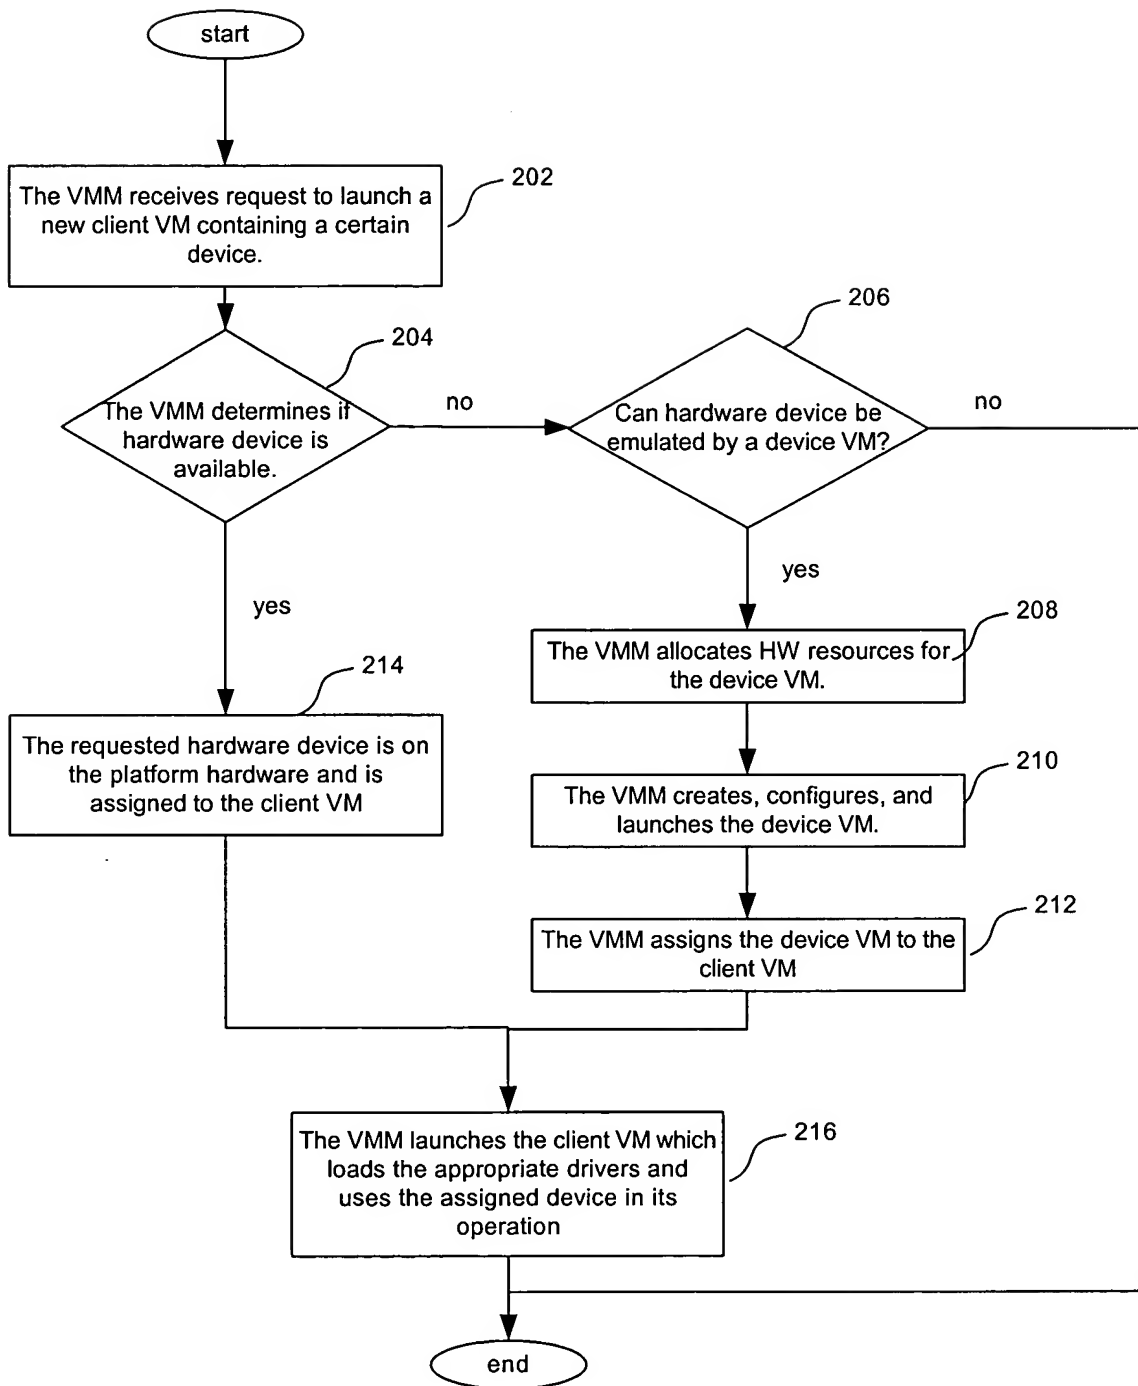 start
The VMM receives request to launch a
new client VM containing a certain
device.
202
204
The VMM determines if
hardware device is
available.
no
206
Can hardware device be
emulated by a device VM?
no
yes
yes
208
The VMM allocates HW resources for
the device VM.
214
The requested hardware device is on
the platform hardware and is
assigned to the client VM
210
The VMM creates, configures, and
launches the device VM.
212
The VMM assigns the device VM to the
client VM
216
The VMM launches the client VM which
loads the appropriate drivers and
uses the assigned device in its
operation
end